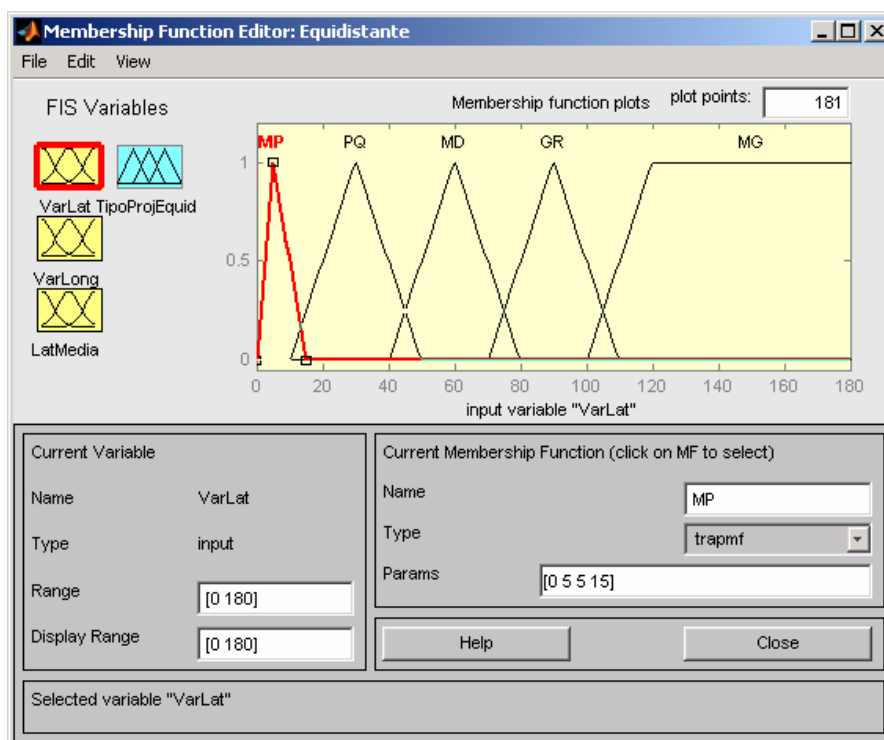 Membership Function Editor: Equidistante
File Edit View
FIS Variables
VarLat TipoProjEquid
VarLong
LatMedia
Membership function plots plot points: 181
MP PQ MD GR MG
1
0.5
0
0 20 40 60 80 100 120 140 160 180
input variable "VarLat"
Current Variable
Name VarLat
Type input
Range [0 180]
Display Range [0 180]
Current Membership Function (click on MF to select)
Name MP
Type trapmf
Params [0 5 5 15]
Help Close
Selected variable "VarLat"